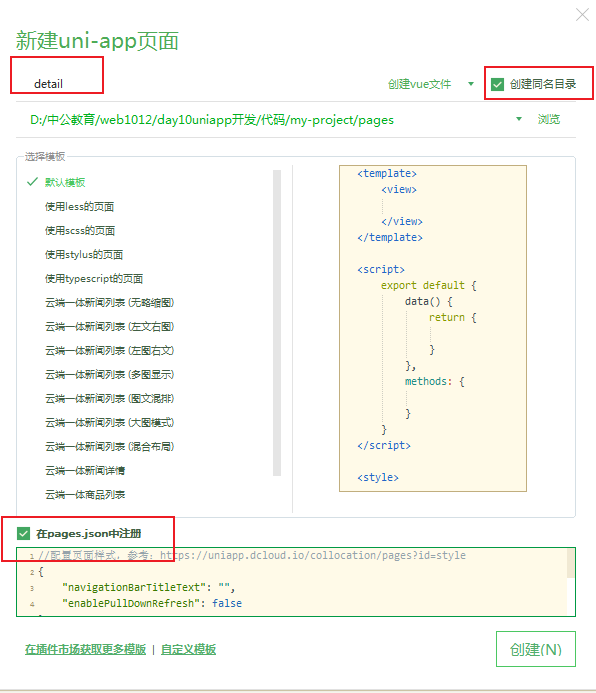 新建uni-app页面
detail
创建vue文件
创建同名目录
D:/中公教育/web1012/day10uniapp开发/代码/my-project/pages
浏览
选择模板
默认模板
使用less的页面
使用scss的页面
使用stylus的页面
使用typescript的页面
云端一体新闻列表 (无略缩图)
云端一体新闻列表 (左文右图)
云端一体新闻列表 (左图右文)
云端一体新闻列表 (多图显示)
云端一体新闻列表 (图文混排)
云端一体新闻列表 (大图模式)
云端一体新闻列表 (混合布局)
云端一体新闻详情
云端一体商品列表
<template>
<view>
</view>
</template>
<script>
export default {
data() {
return {
}
},
methods: {
}
}
</script>
<style>
在pages.json中注册
1 //配置页面样式，参考：https://uniapp.dcloud.io/collocation/pages?id=style
2 {
3 "navigationBarTitleText": "",
4 "enablePullDownRefresh": false
在插件市场获取更多模版 | 自定义模板
创建(N)